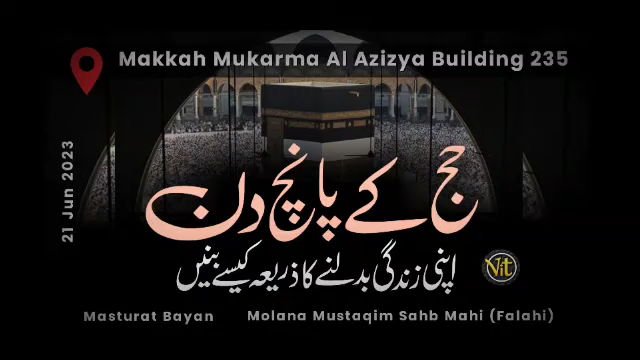 Makkah Mukarma Al Azizya Building 235
21 Jun 2023
حج کے پانچ دن
اپنی زندگی بدلنے کا ذریعہ کیسے بنیں
Vit
Masturat Bayan
Molana Mustaqim Sahb Mahi (Falahi)